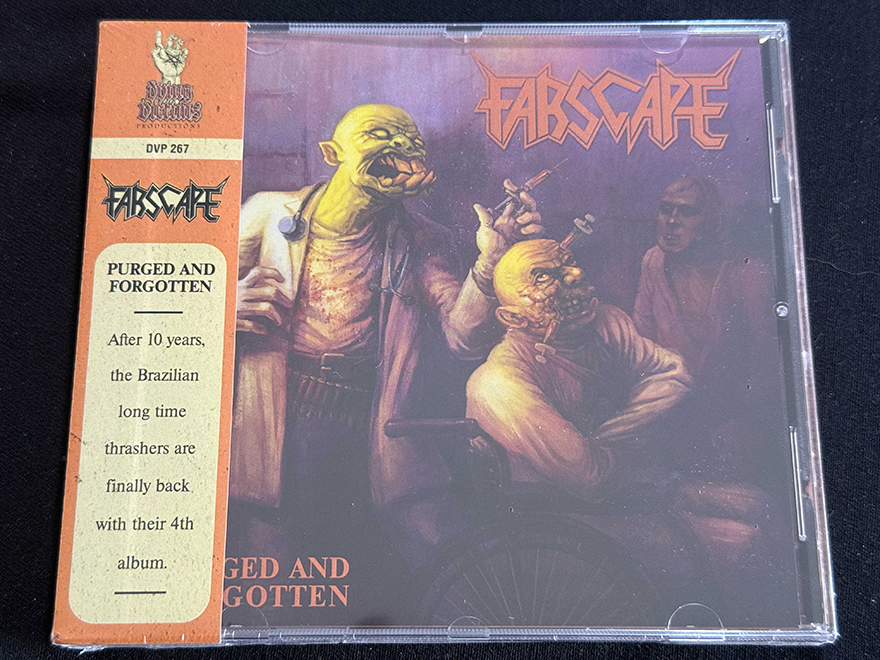 Dying
Victims
PRODUCTIONS
DVP 267
FARSCAPE
PURGED AND
FORGOTTEN
After 10 years,
the Brazilian
long time
thrashers are
finally back
with their 4th
album.
FARSCAPE
GED AND
GOTTEN